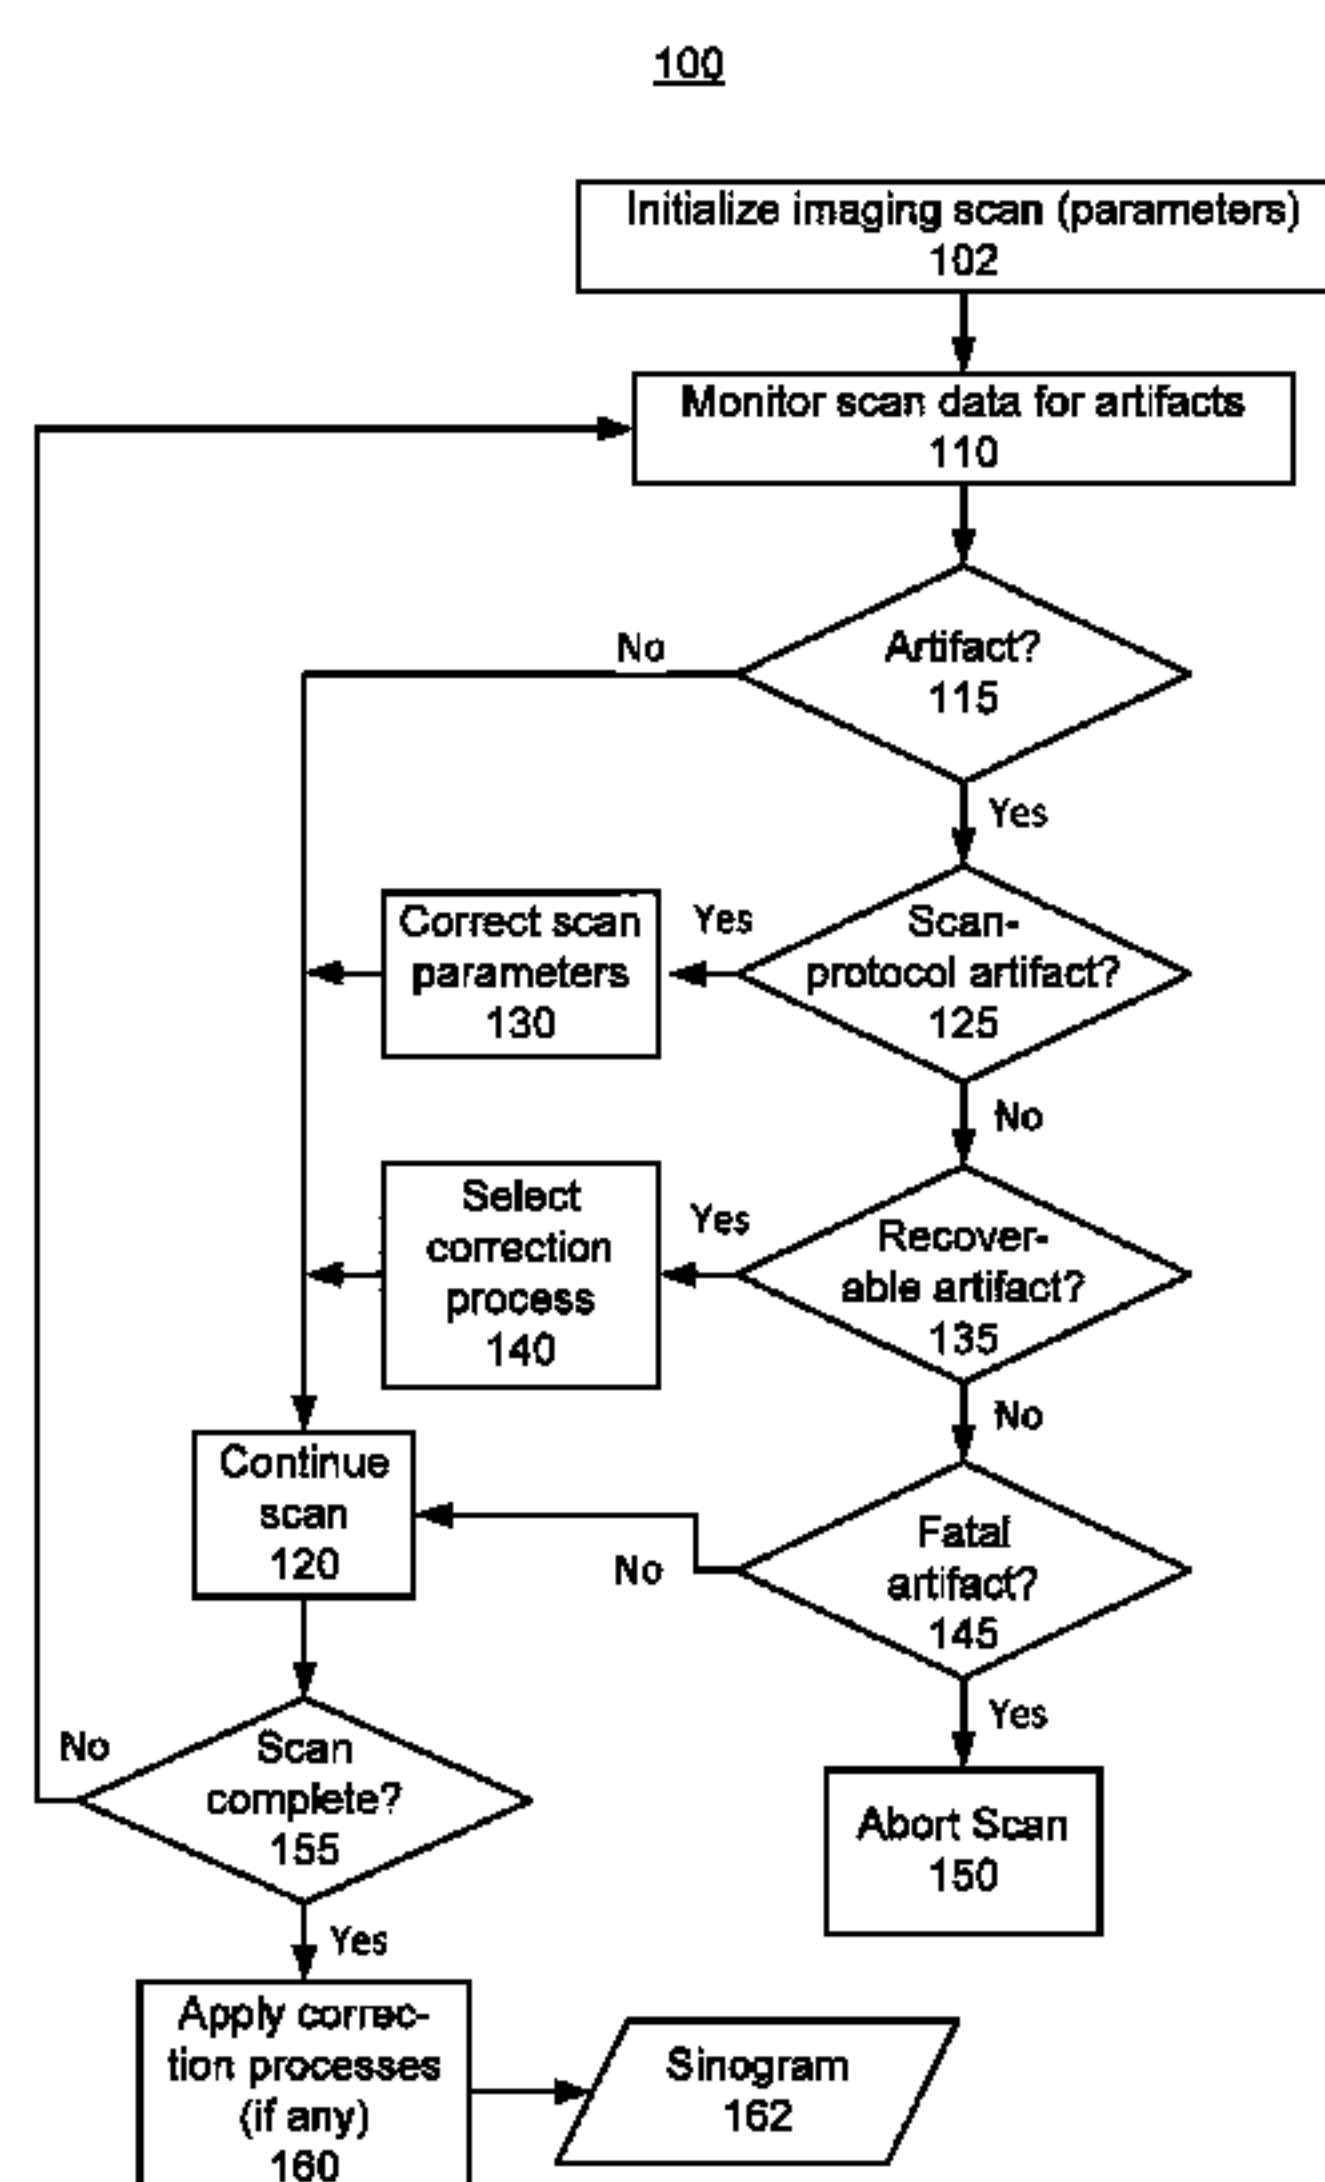 100
Initialize imaging scan (parameters)
102
Monitor scan data for artifacts
110
Artifact?
115
No
Yes
Scan-
protocol artifact?
125
Yes
Correct scan
parameters
130
No
Recover-
able artifact?
135
Yes
Select
correction
process
140
No
Fatal
artifact?
145
No
Continue
scan
120
Yes
Abort Scan
150
Scan
complete?
155
No
Yes
Apply correc-
tion processes
(if any)
160
Sinogram
162